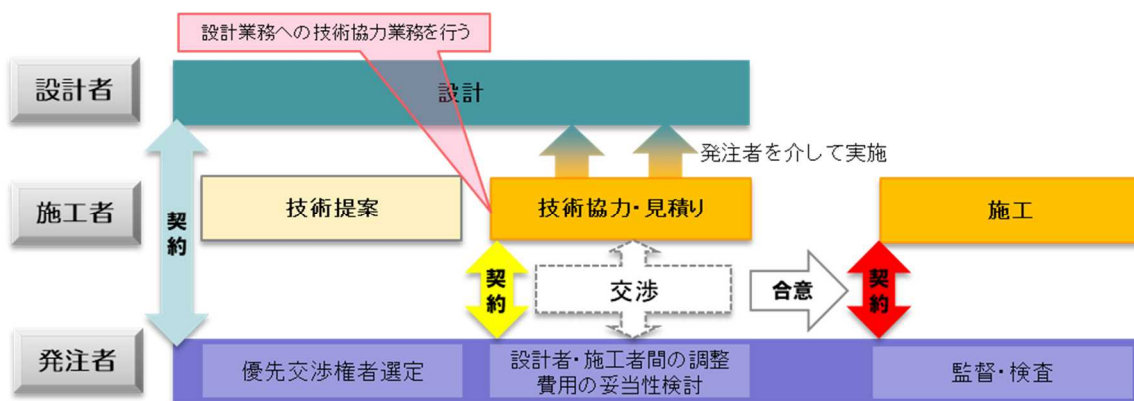 設計業務への技術協力業務を行う
設計者
設計
発注者を介して実施
施工者
技術提案
技術協力・見積り
施工
契約
契約
交渉
合意
契約
発注者
優先交渉権者選定
設計者・施工者間の調整
費用の妥当性検討
監督・検査